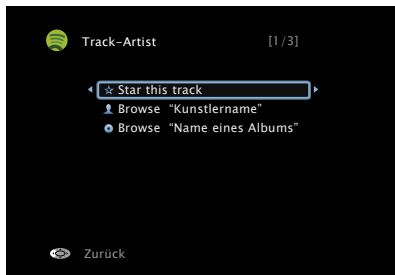 Track-Artist [1/3]
☆ Star this track
Browse “Kunstlername”
Browse “Name eines Albums”
Zurück